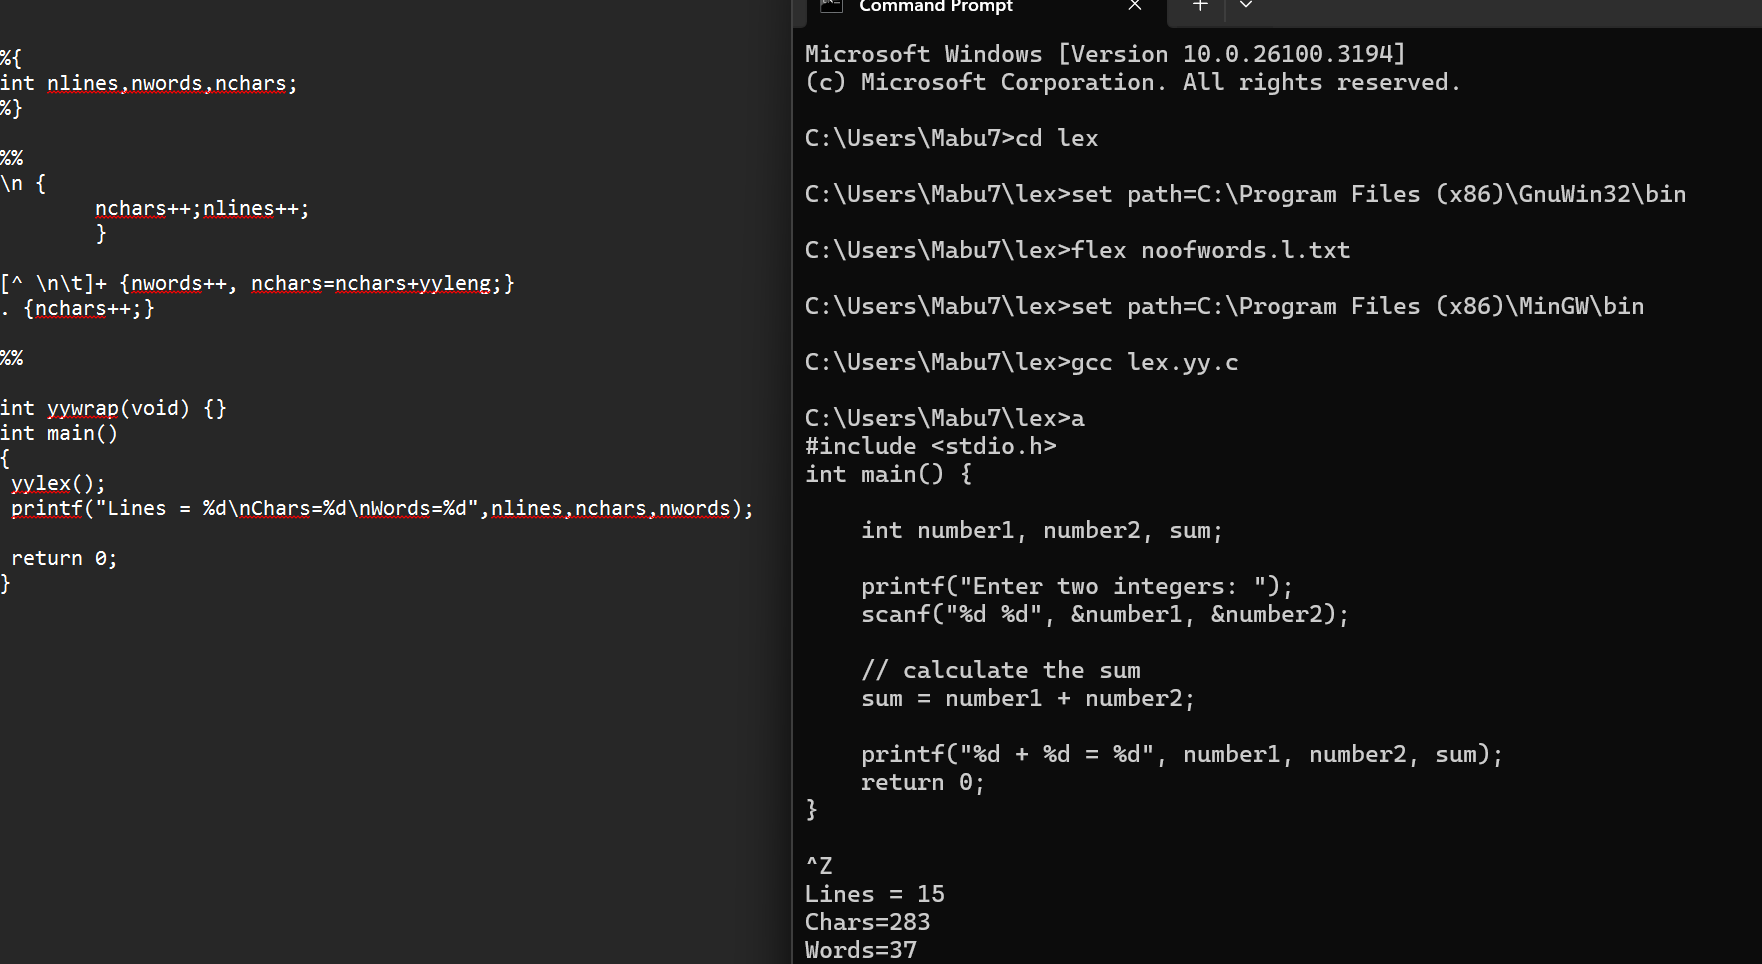 %{
int nlines,nwords,nchars;
%}
%%
\n {
nchars++;nlines++;
}
[^ \n\t]+ {nwords++, nchars=nchars+yyleng;}
. {nchars++;}
%%
int yywrap(void) {}
int main()
{
yylex();
printf("Lines = %d\nChars=%d\nWords=%d",nlines,nchars,nwords);
return 0;
}
Command Prompt
Microsoft Windows [Version 10.0.26100.3194]
(c) Microsoft Corporation. All rights reserved.
C:\Users\Mabu7>cd lex
C:\Users\Mabu7\lex>set path=C:\Program Files (x86)\GnuWin32\bin
C:\Users\Mabu7\lex>flex noofwords.l.txt
C:\Users\Mabu7\lex>set path=C:\Program Files (x86)\MinGW\bin
C:\Users\Mabu7\lex>gcc lex.yy.c
C:\Users\Mabu7\lex>a
#include <stdio.h>
int main() {
int number1, number2, sum;
printf("Enter two integers: ");
scanf("%d %d", &number1, &number2);
// calculate the sum
sum = number1 + number2;
printf("%d + %d = %d", number1, number2, sum);
return 0;
}
^Z
Lines = 15
Chars=283
Words=37